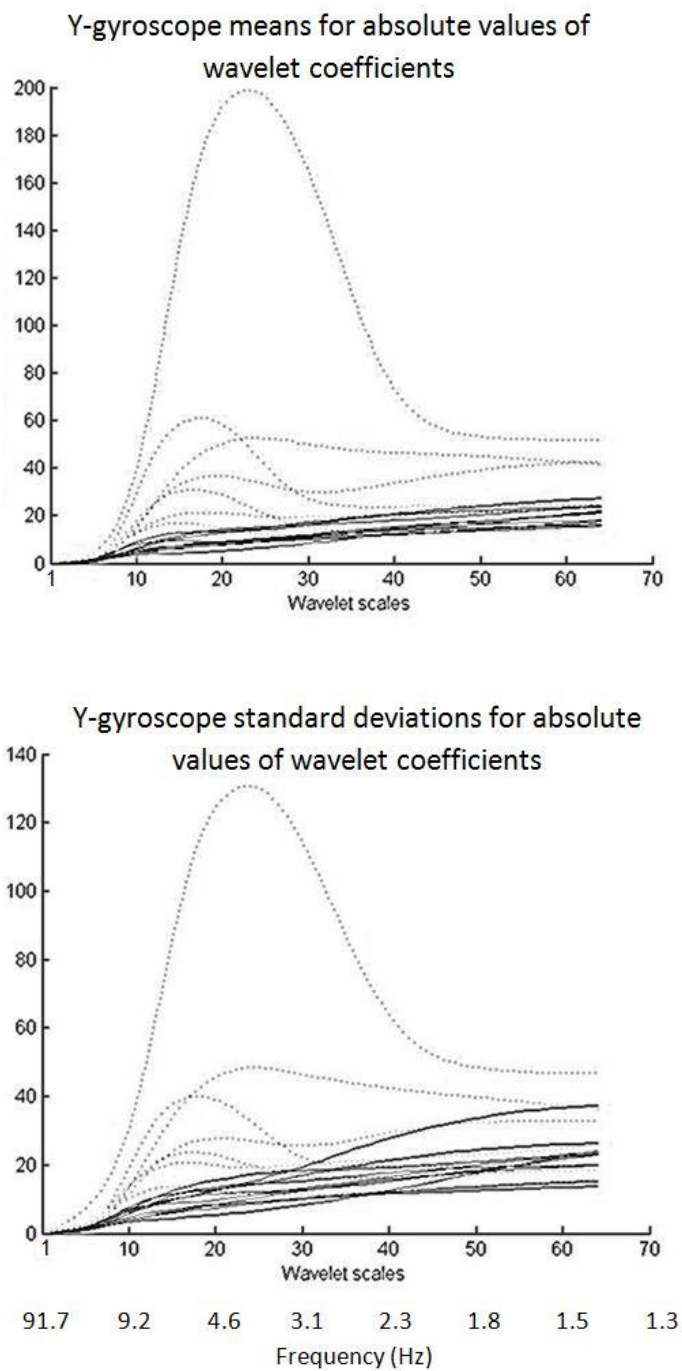 Y-gyroscope means for absolute values of
wavelet coefficients
200
180
160
140
120
100
80
60
40
20
0
1 10 20 30 40 50 60 70
Wavelet scales
Y-gyroscope standard deviations for absolute
values of wavelet coefficients
140
120
100
80
60
40
20
0
1 10 20 30 40 50 60 70
Wavelet scales
91.7 9.2 4.6 3.1 2.3 1.8 1.5 1.3
Frequency (Hz)